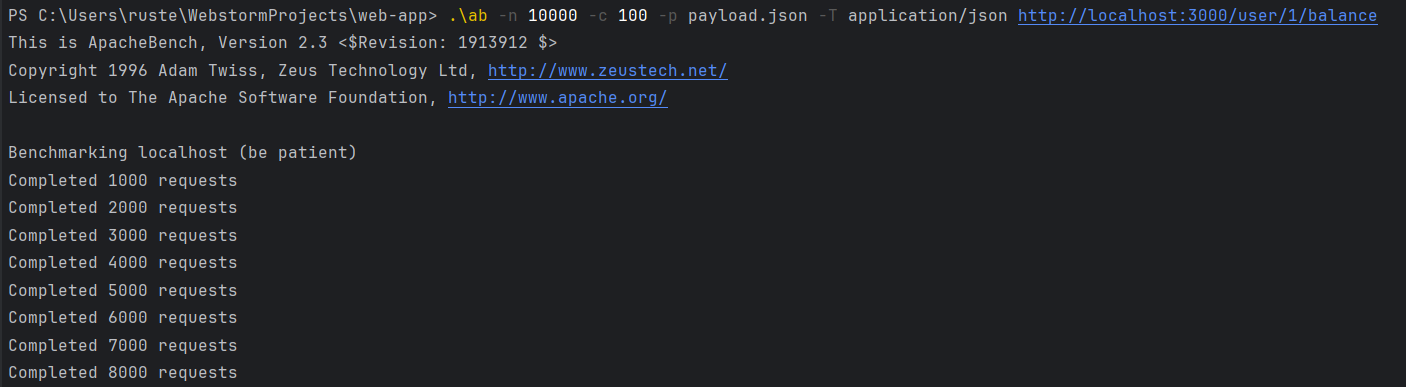 PS C:\Users\ruste\WebstormProjects\web-app> .\ab -n 10000 -c 100 -p payload.json -T application/json http://localhost:3000/user/1/balance
This is ApacheBench, Version 2.3 <$Revision: 1913912 $>
Copyright 1996 Adam Twiss, Zeus Technology Ltd, http://www.zeustech.net/
Licensed to The Apache Software Foundation, http://www.apache.org/

Benchmarking localhost (be patient)
Completed 1000 requests
Completed 2000 requests
Completed 3000 requests
Completed 4000 requests
Completed 5000 requests
Completed 6000 requests
Completed 7000 requests
Completed 8000 requests